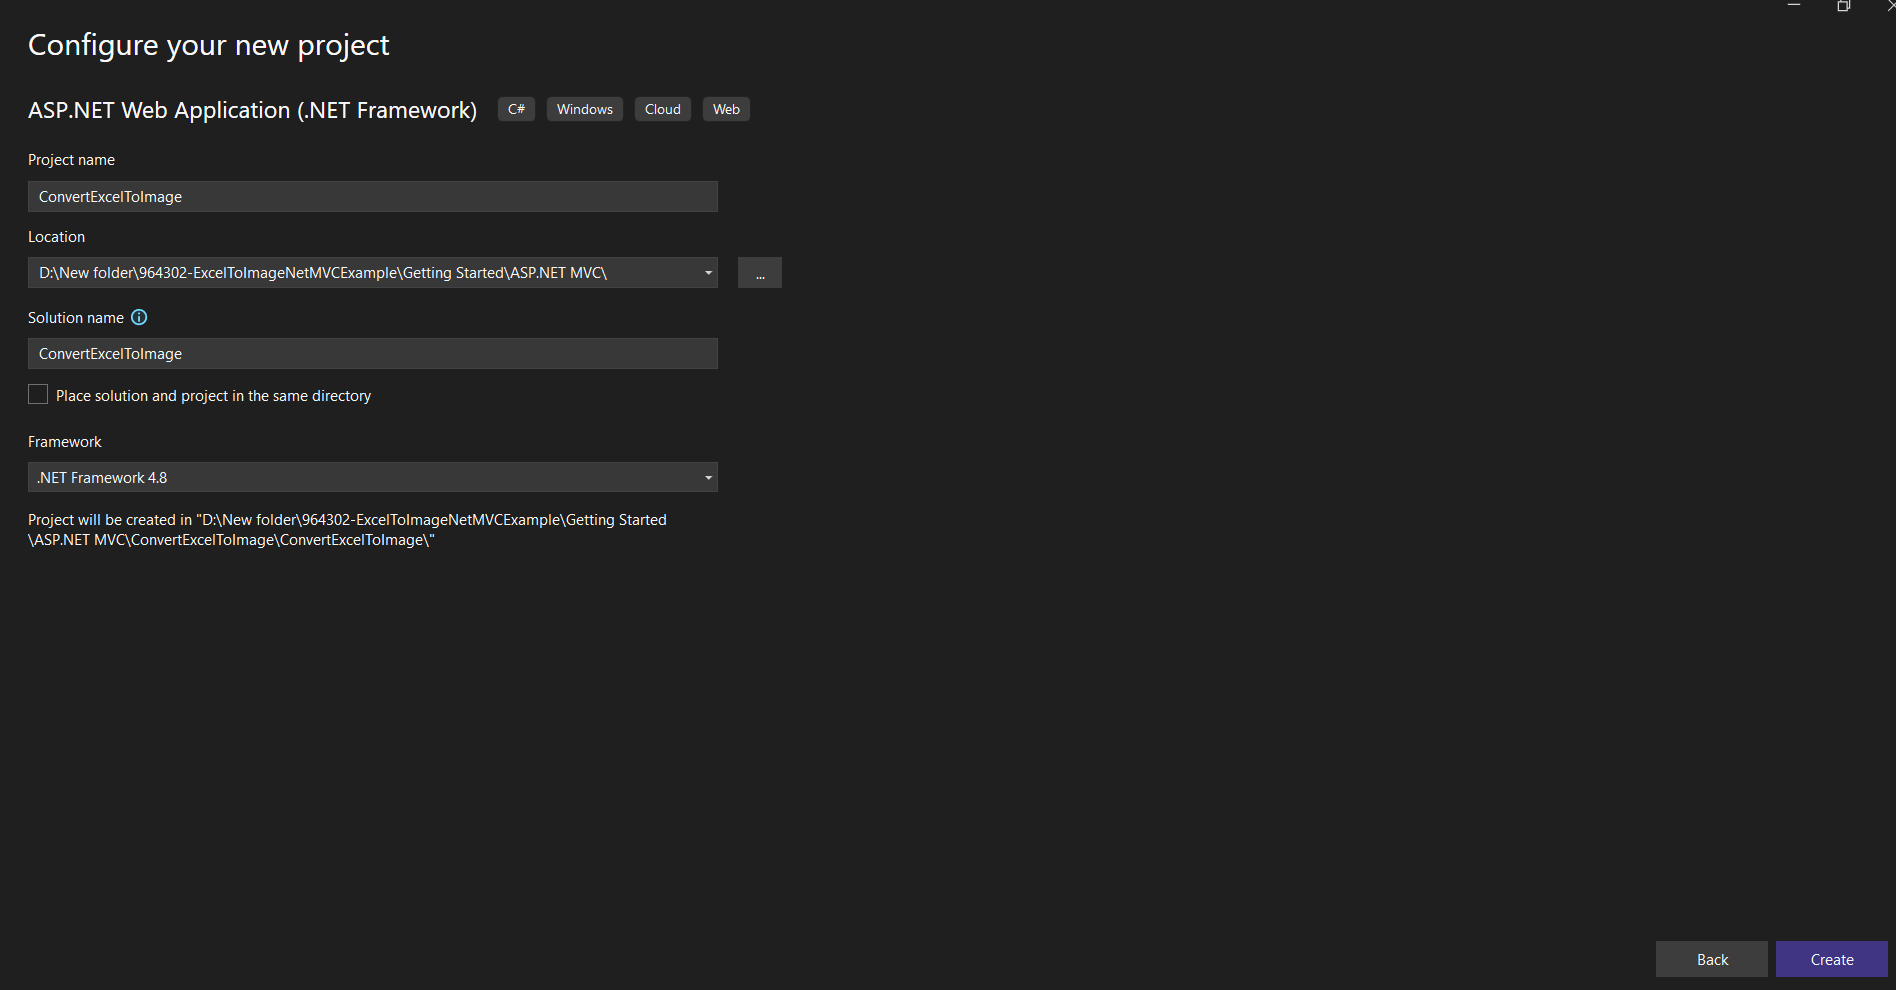 Configure your new project
ASP.NET Web Application (.NET Framework) C# Windows Cloud Web
Project name
ConvertExcelToImage
Location
D:\New folder\964302-ExcelToImageNetMVCExample\Getting Started\ASP.NET MVC\ ...
Solution name
ConvertExcelToImage
Place solution and project in the same directory
Framework
.NET Framework 4.8
Project will be created in "D:\New folder\964302-ExcelToImageNetMVCExample\Getting Started
\ASP.NET MVC\ConvertExcelToImage\ConvertExcelToImage\"
Back Create